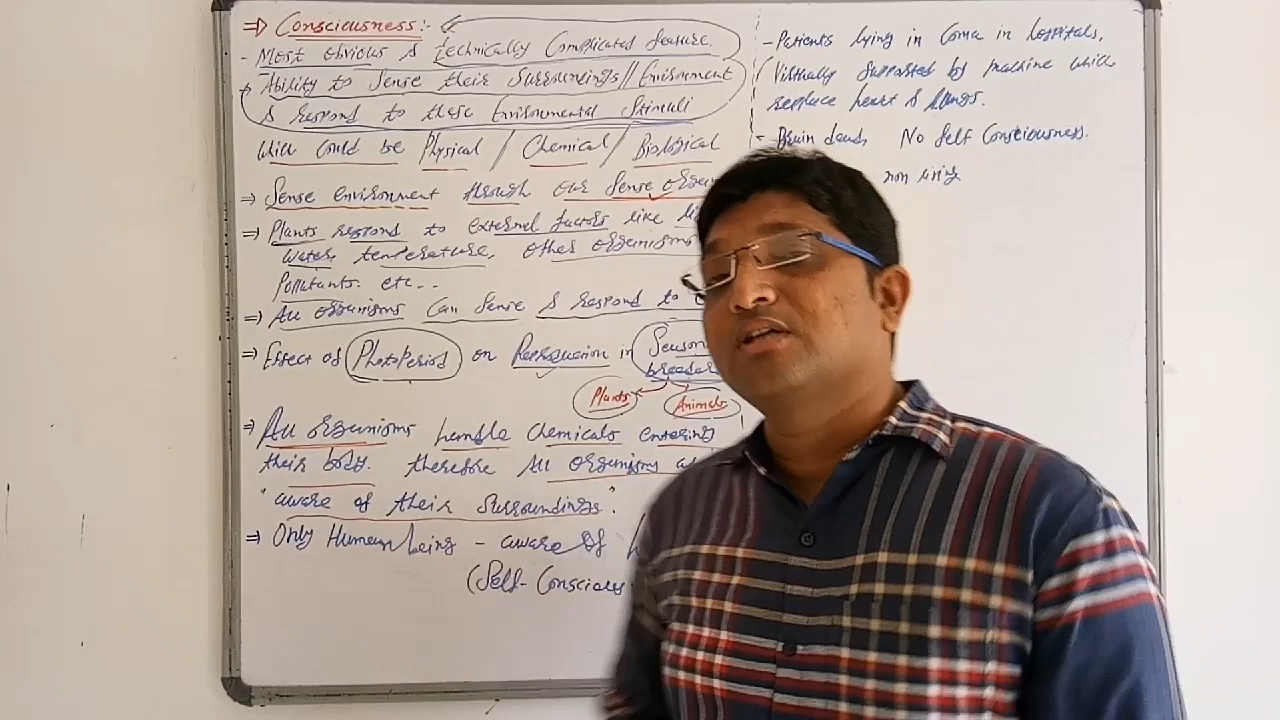 => Consciousness:-
- Most obvious & technically Complicated feature.
Ability to Sense their Surroundings // Environment
& respond to these Environmental Stimuli
which could be Physical / Chemical / Biological
=> Sense environment through our Sense
=> Plants respond to external factors like
water, temperature, other organisms
Pollutants. etc..
=> All organisms Can Sense & respond to
=> Effect of Photoperiod on Reproduction in
breeders
Plants Animals
=> All organisms handle Chemicals entering
their body. therefore All organisms
"aware of their Surroundings".
=> Only Human being - aware of
(Self-Conscious
- Patients lying in Coma in hospitals,
Virtually supported by machine which
replace heart & lungs.
- Brain dead, No Self Consciousness.
non living